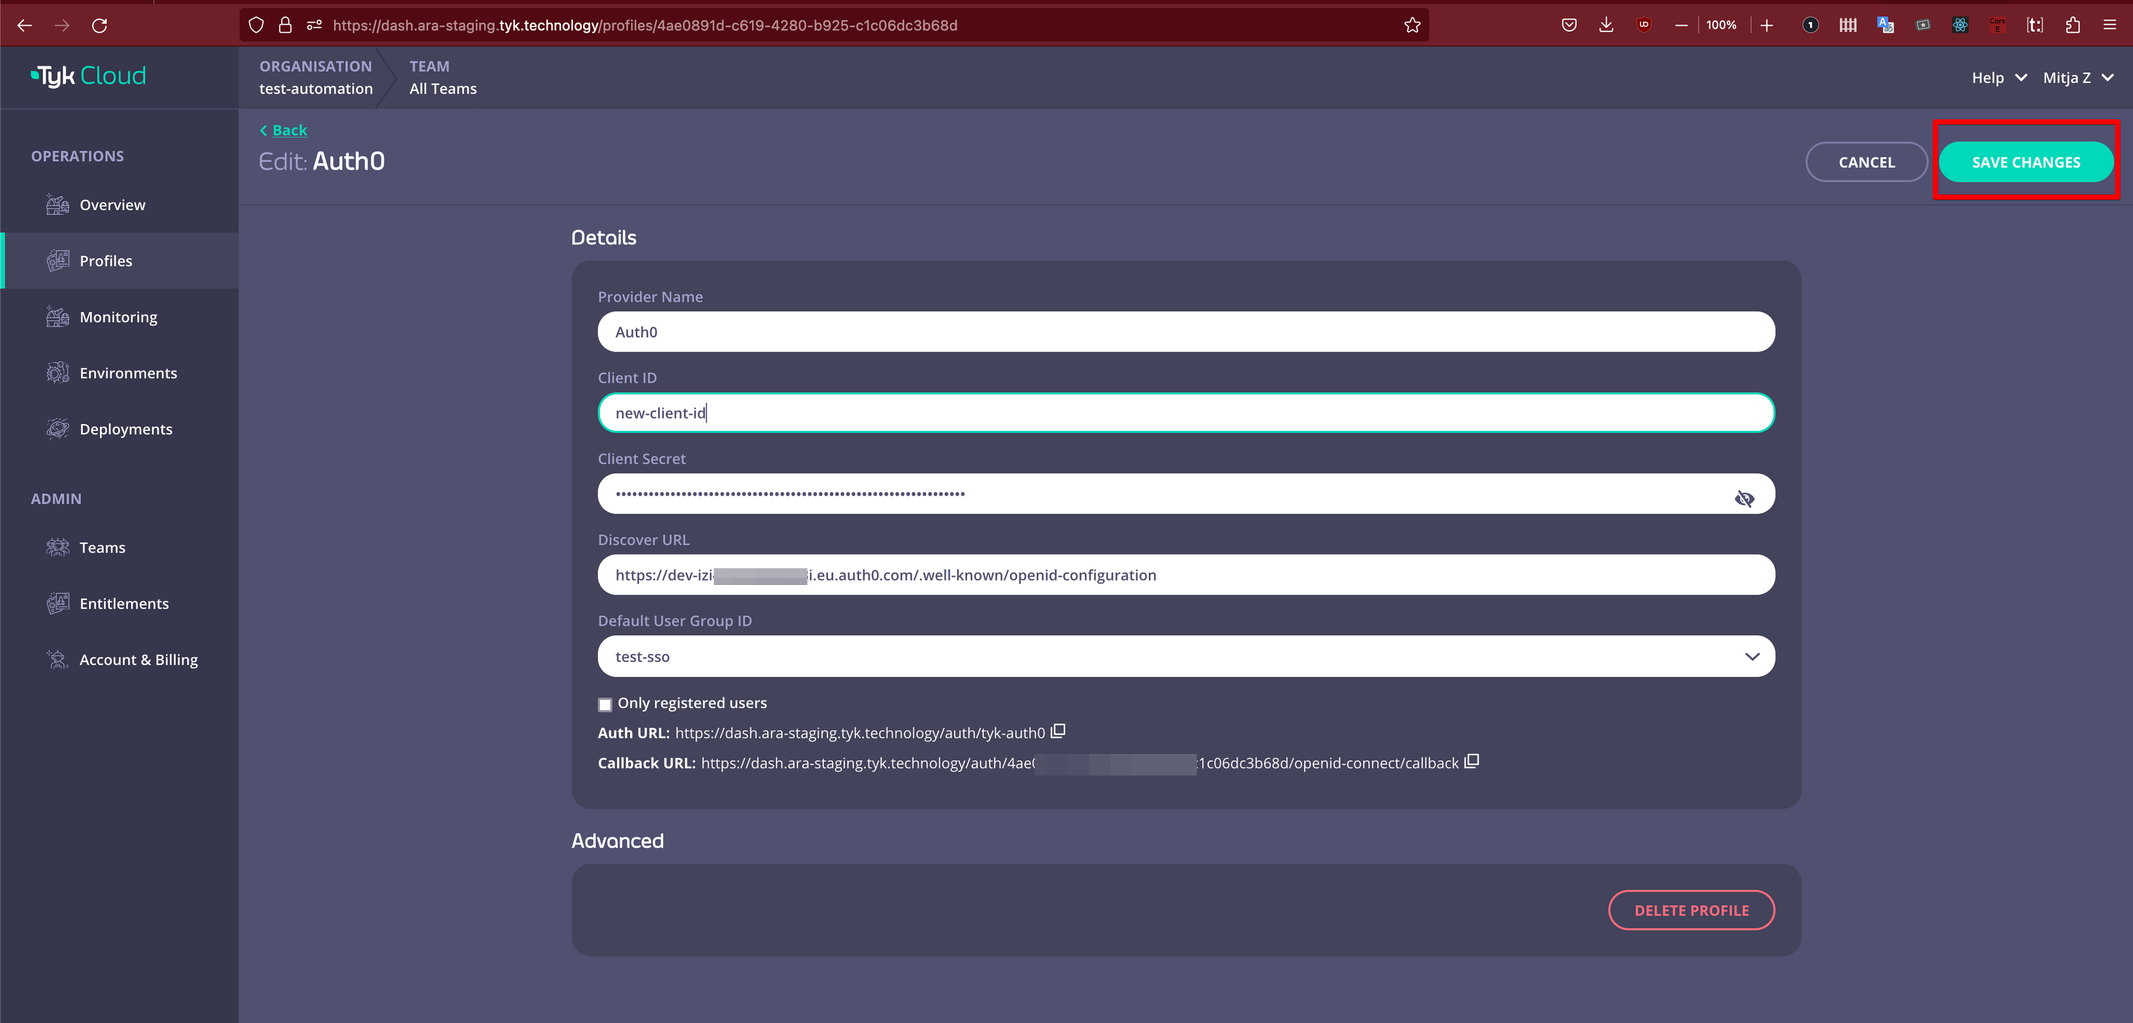 https://dash.ara-staging.tyk.technology/profiles/4ae0891d-c619-4280-b925-c1c06dc3b68d
100%
Tyk Cloud
ORGANISATION
test-automation
TEAM
All Teams
Help
Mitja Z
OPERATIONS
Overview
Profiles
Monitoring
Environments
Deployments
ADMIN
Teams
Entitlements
Account & Billing
Back
Edit: Auth0
CANCEL
SAVE CHANGES
Details
Provider Name
Auth0
Client ID
new-client-id
Client Secret
Discover URL
https://dev-izi i.eu.auth0.com/.well-known/openid-configuration
Default User Group ID
test-sso
Only registered users
Auth URL: https://dash.ara-staging.tyk.technology/auth/tyk-auth0
Callback URL: https://dash.ara-staging.tyk.technology/auth/4ae 1c06dc3b68d/openid-connect/callback
Advanced
DELETE PROFILE